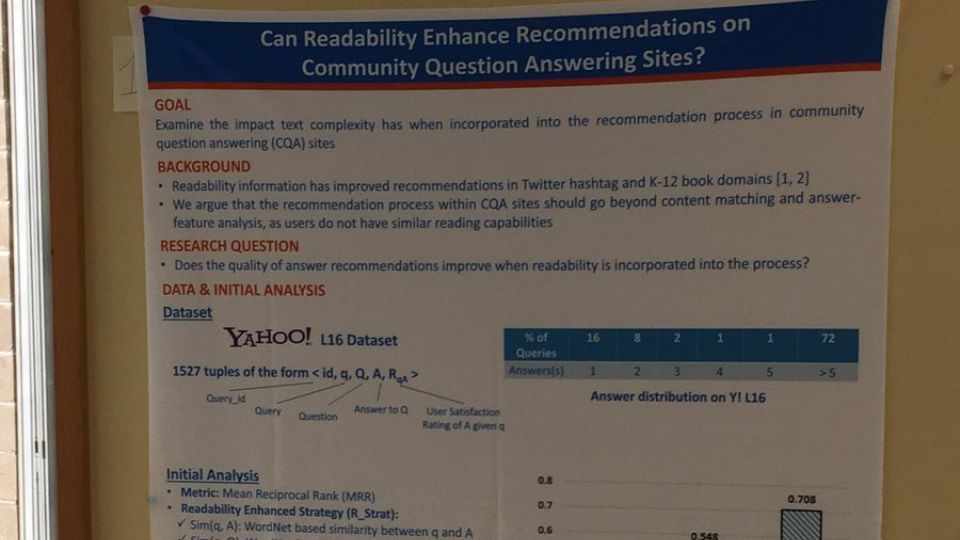 Can Readability Enhance Recommendations on
Community Question Answering Sites?
GOAL
Examine the impact text complexity has when incorporated into the recommendation process in community
question answering (CQA) sites
BACKGROUND
• Readability information has improved recommendations in Twitter hashtag and K-12 book domains [1, 2]
• We argue that the recommendation process within CQA sites should go beyond content matching and answer-
feature analysis, as users do not have similar reading capabilities
RESEARCH QUESTION
• Does the quality of answer recommendations improve when readability is incorporated into the process?
DATA & INITIAL ANALYSIS
Dataset
YAHOO! L16 Dataset
1527 tuples of the form < id, q, Q, A, RqA >
Query_id
Query
Question
Answer to Q
User Satisfaction
Rating of A given q
% of Queries 16 8 2 1 1 72
Answers(s) 1 2 3 4 5 > 5
Answer distribution on Y! L16
Initial Analysis
• Metric: Mean Reciprocal Rank (MRR)
• Readability Enhanced Strategy (R_Strat):
✓ Sim(q, A): WordNet based similarity between q and A
0.8
0.7
0.6
0.708
0.548